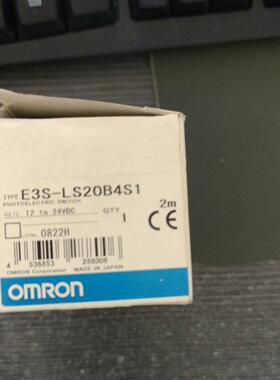 TYPE E3S-LS20B4S1
PHOTOELECTRIC SWITCH 2m
VOLTS 12 to 24VDC QTY 1
CE
LOTNo. 0822H
4 536853 288006
OMRON Corporation MADE IN JAPAN
OMRON